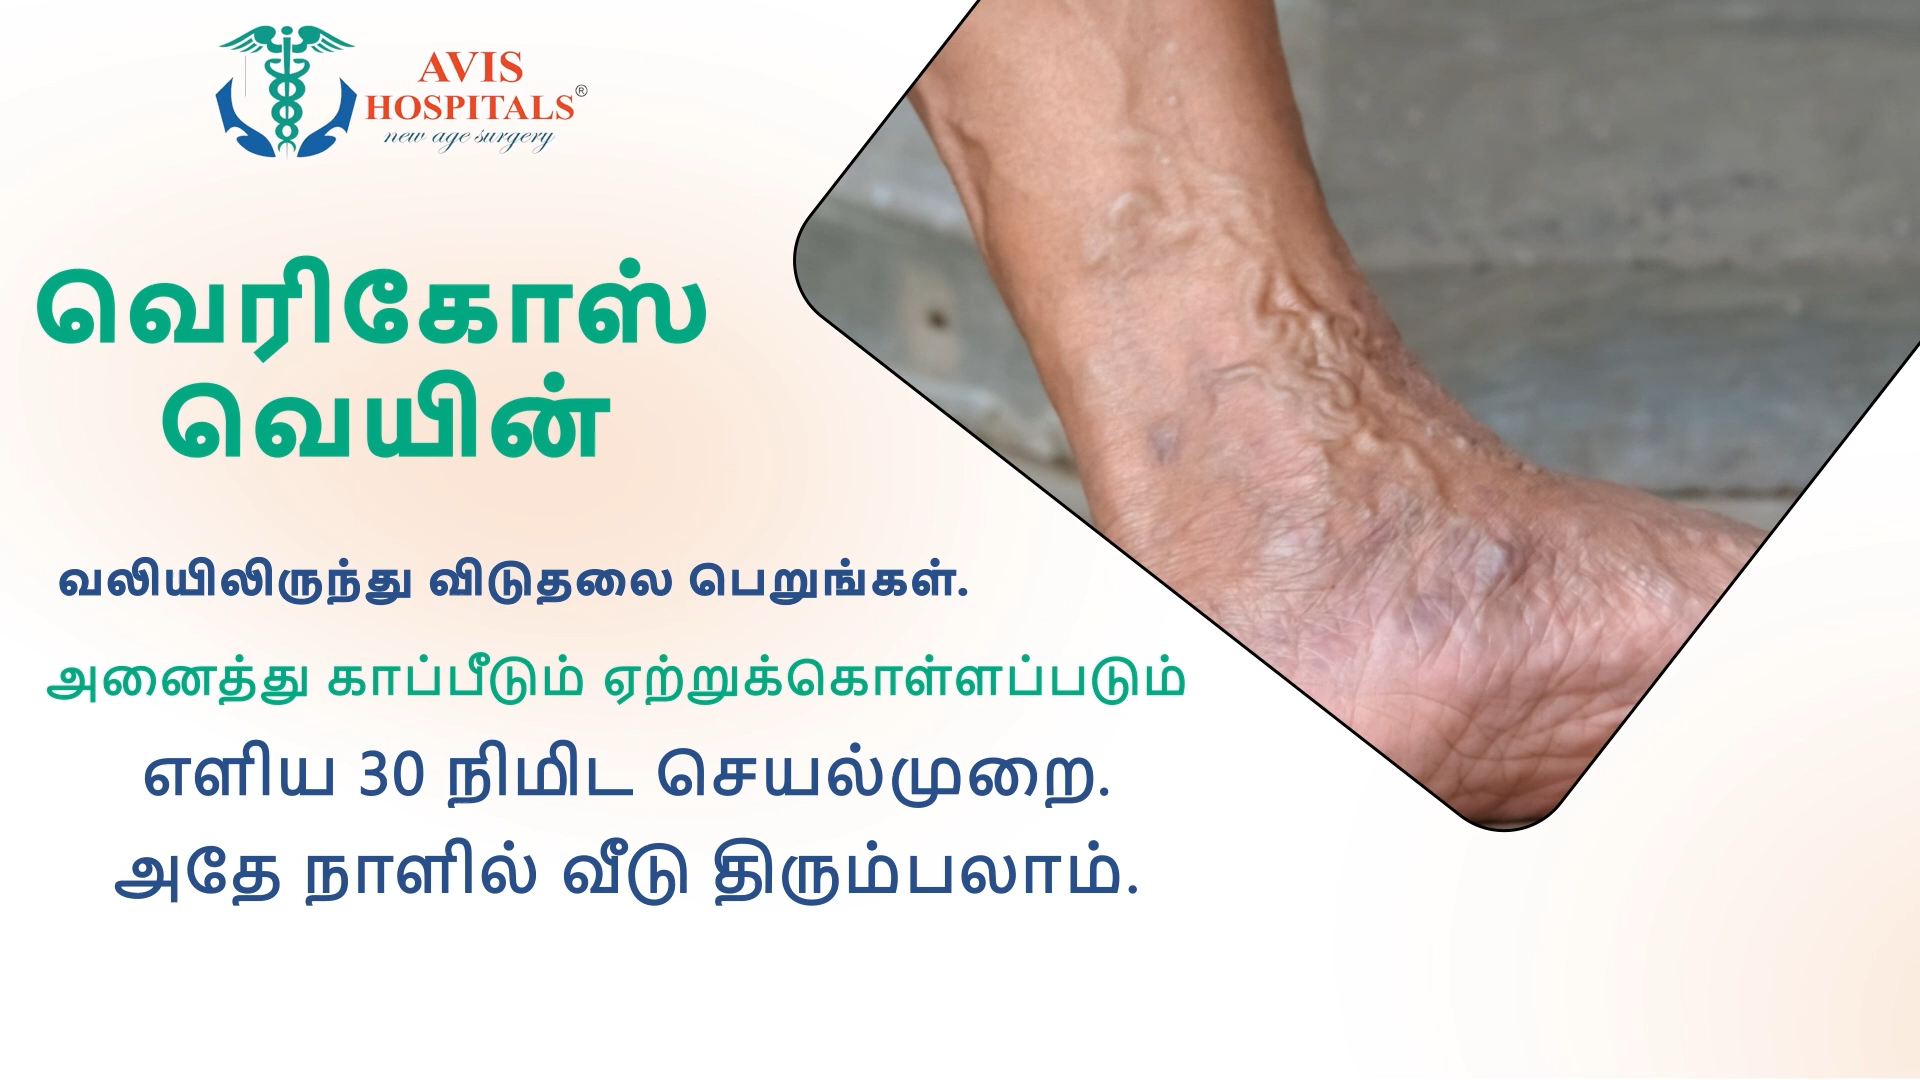 AVIS
HOSPITALS®
new age surgery
வெரிகோஸ்
வெயின்
வலியிலிருந்து விடுதலை பெறுங்கள்.
அனைத்து காப்பீடும் ஏற்றுக்கொள்ளப்படும்
எளிய 30 நிமிட செயல்முறை.
அதே நாளில் வீடு திரும்பலாம்.